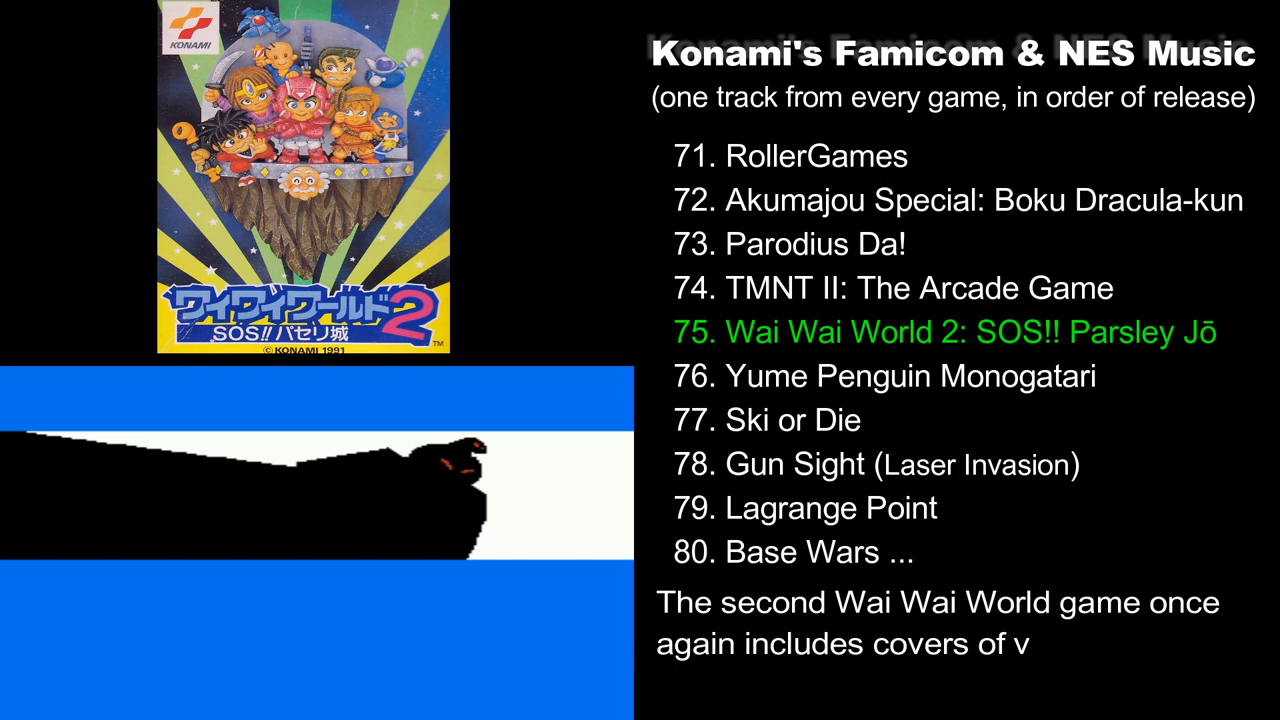 KONAMI
ワイワイワールド2
SOS!!パセリ城
TM
© KONAMI 1991
Konami's Famicom & NES Music
(one track from every game, in order of release)
71. RollerGames
72. Akumajou Special: Boku Dracula-kun
73. Parodius Da!
74. TMNT II: The Arcade Game
75. Wai Wai World 2: SOS!! Parsley Jō
76. Yume Penguin Monogatari
77. Ski or Die
78. Gun Sight (Laser Invasion)
79. Lagrange Point
80. Base Wars ...
The second Wai Wai World game once
again includes covers of v